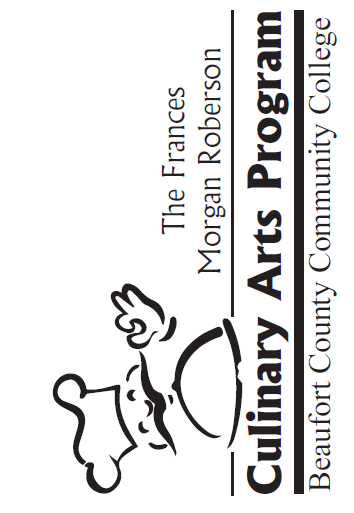 The Frances
Morgan Roberson
Culinary Arts Program
Beaufort County Community College